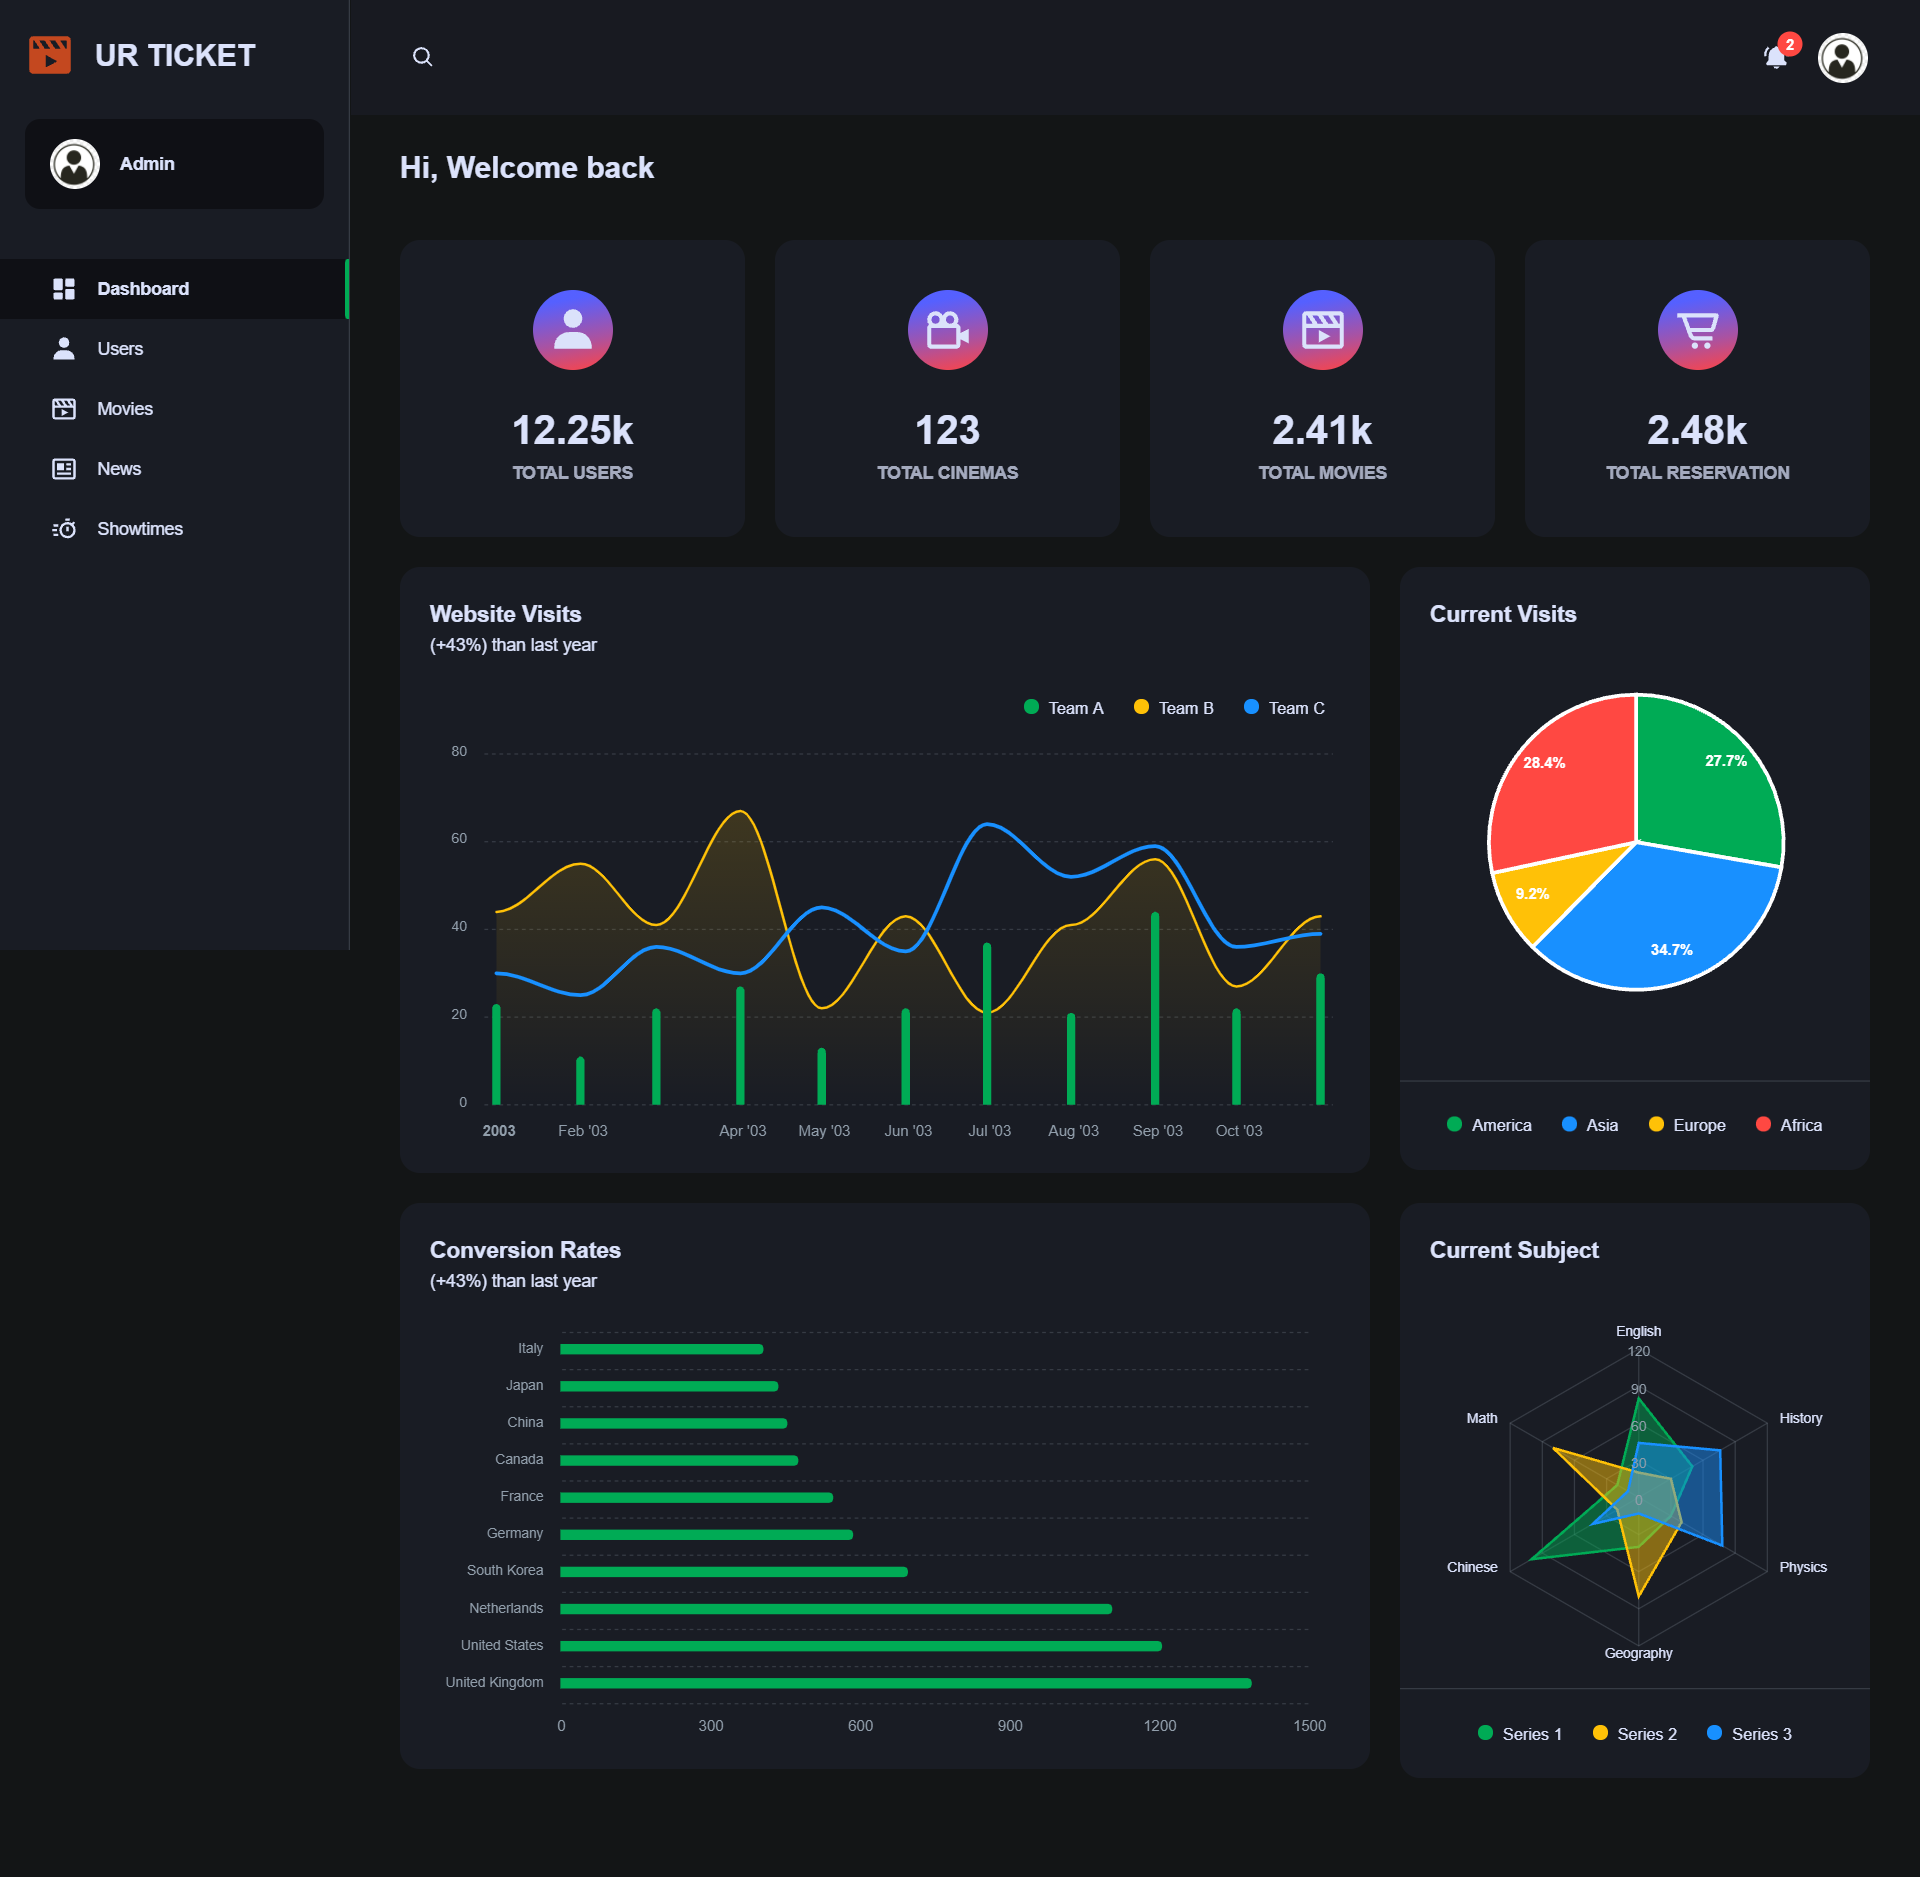 UR TICKET
2
Admin
Dashboard
Users
Movies
News
Showtimes
Hi, Welcome back
12.25k
TOTAL USERS
123
TOTAL CINEMAS
2.41k
TOTAL MOVIES
2.48k
TOTAL RESERVATION
Website Visits
(+43%) than last year
Team A Team B Team C
80
60
40
20
0
2003 Feb '03 Apr '03 May '03 Jun '03 Jul '03 Aug '03 Sep '03 Oct '03
Current Visits
28.4% 27.7%
9.2%
34.7%
America Asia Europe Africa
Conversion Rates
(+43%) than last year
Italy
Japan
China
Canada
France
Germany
South Korea
Netherlands
United States
United Kingdom
0 300 600 900 1200 1500
Current Subject
English
120
90
Math History
60
30
0
Chinese Physics
Geography
Series 1 Series 2 Series 3